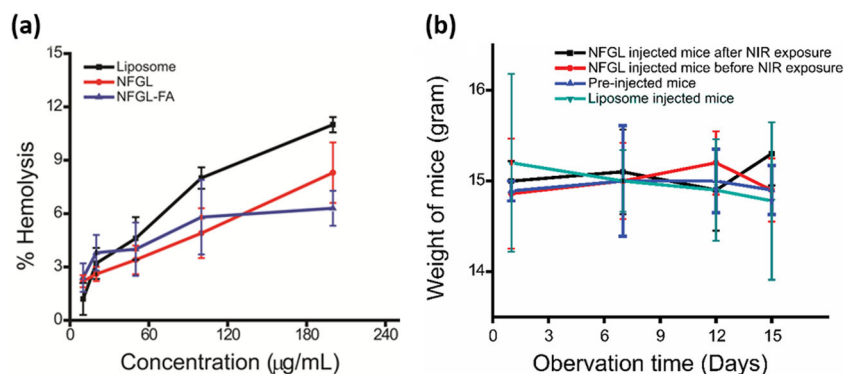 (a)
15
12
9
6
3
0
% Hemolysis
Liposome
NFGL
NFGL-FA
0 60 120 180 240
Concentration (µg/mL)
(b)
16
15
14
Weight of mice (gram)
NFGL injected mice after NIR exposure
NFGL injected mice before NIR exposure
Pre-injected mice
Liposome injected mice
0 3 6 9 12 15
Obervation time (Days)